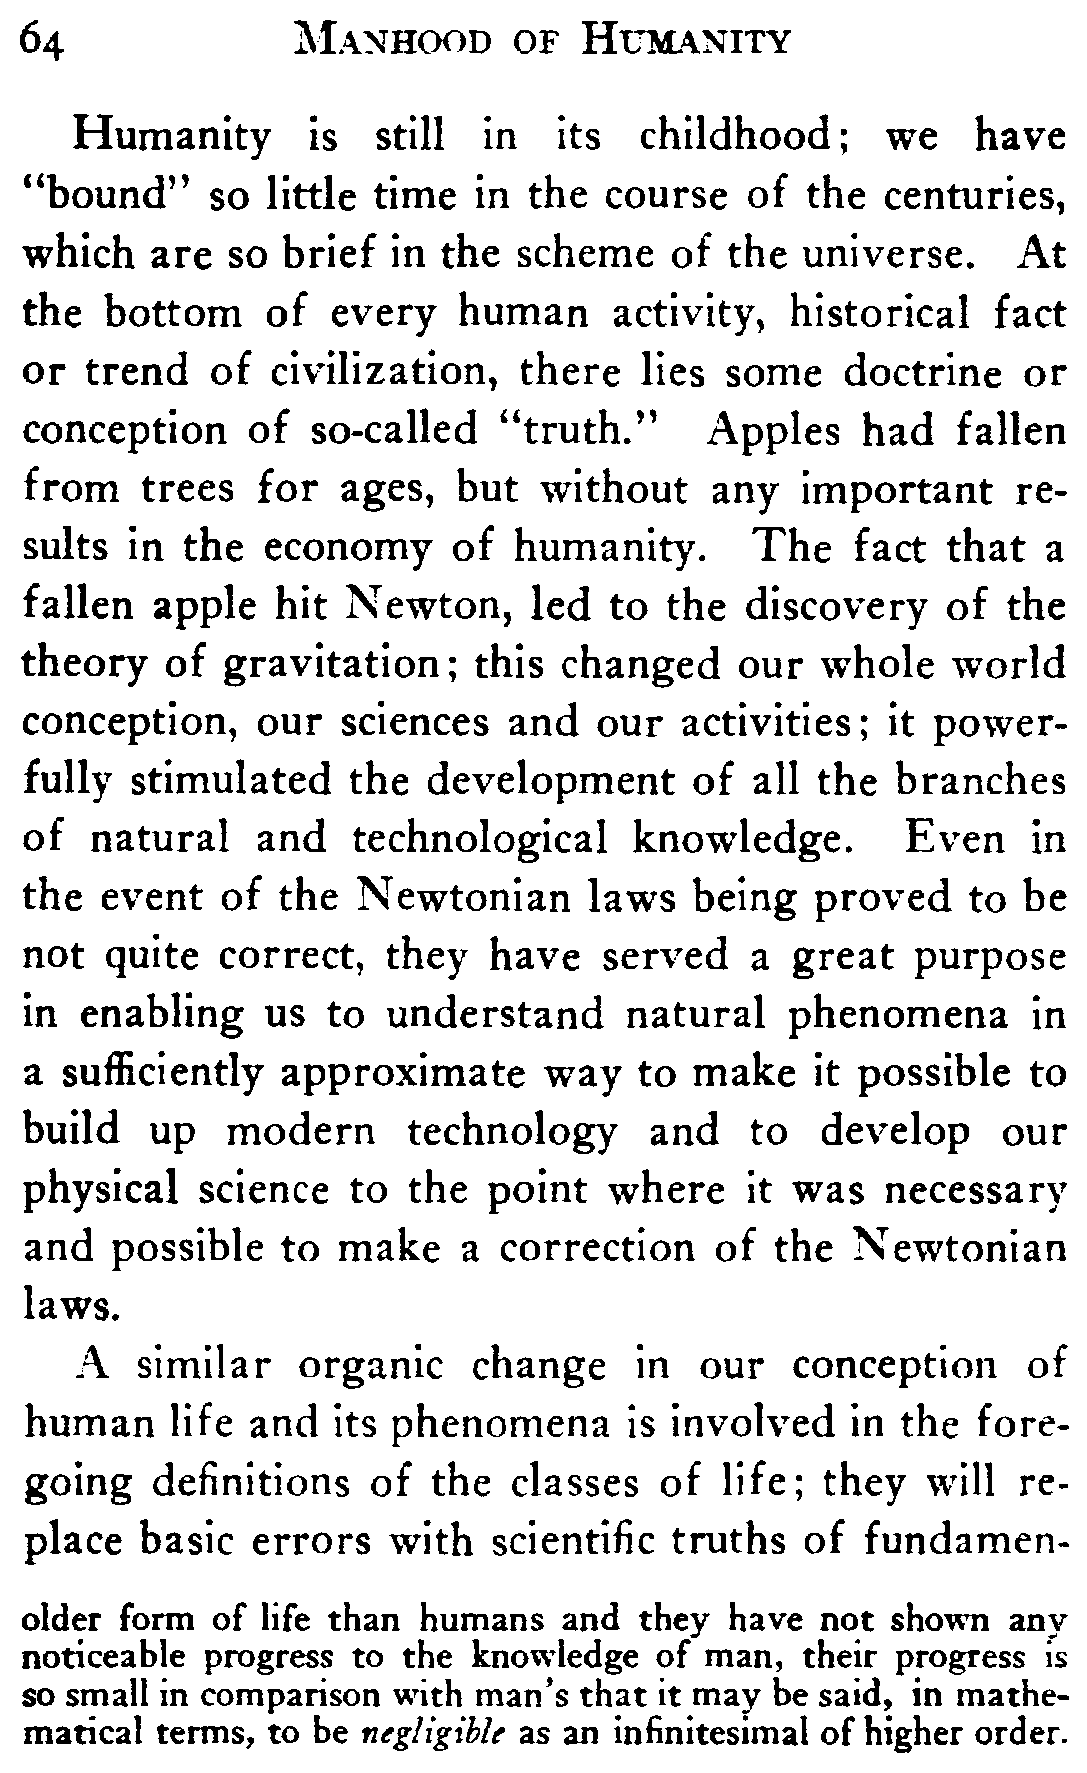 64 MANHOOD OF HUMANITY
Humanity is still in its childhood; we have
“bound” so little time in the course of the centuries,
which are so brief in the scheme of the universe. At
the bottom of every human activity, historical fact
or trend of civilization, there lies some doctrine or
conception of so-called “truth.” Apples had fallen
from trees for ages, but without any important re-
sults in the economy of humanity. The fact that a
fallen apple hit Newton, led to the discovery of the
theory of gravitation; this changed our whole world
conception, our sciences and our activities; it power-
fully stimulated the development of all the branches
of natural and technological knowledge. Even in
the event of the Newtonian laws being proved to be
not quite correct, they have served a great purpose
in enabling us to understand natural phenomena in
a sufficiently approximate way to make it possible to
build up modern technology and to develop our
physical science to the point where it was necessary
and possible to make a correction of the Newtonian
laws.
A similar organic change in our conception of
human life and its phenomena is involved in the fore-
going definitions of the classes of life; they will re-
place basic errors with scientific truths of fundamen-
older form of life than humans and they have not shown any
noticeable progress to the knowledge of man, their progress is
so small in comparison with man's that it may be said, in mathe-
matical terms, to be negligible as an infinitesimal of higher order.